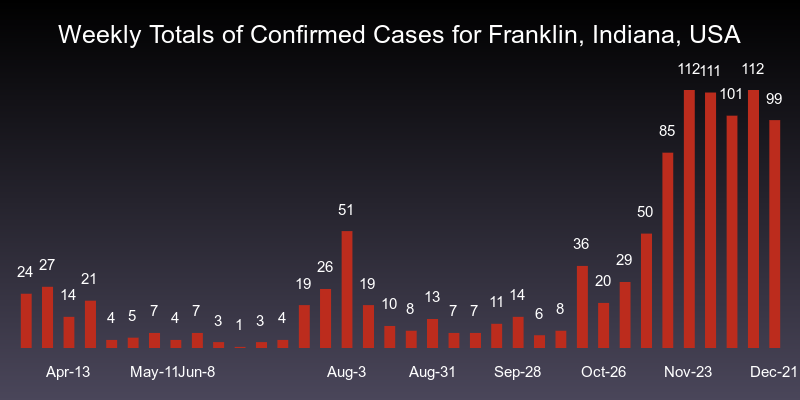 Weekly Totals of Confirmed Cases for Franklin, Indiana, USA
24 27 14 21 4 5 7 4 7 3 1 3 4 19 26 51 19 10 8 13 7 7 11 14 6 8 36 20 29 50 85 112 111 101 112 99
Apr-13 May-11 Jun-8 Aug-3 Aug-31 Sep-28 Oct-26 Nov-23 Dec-21